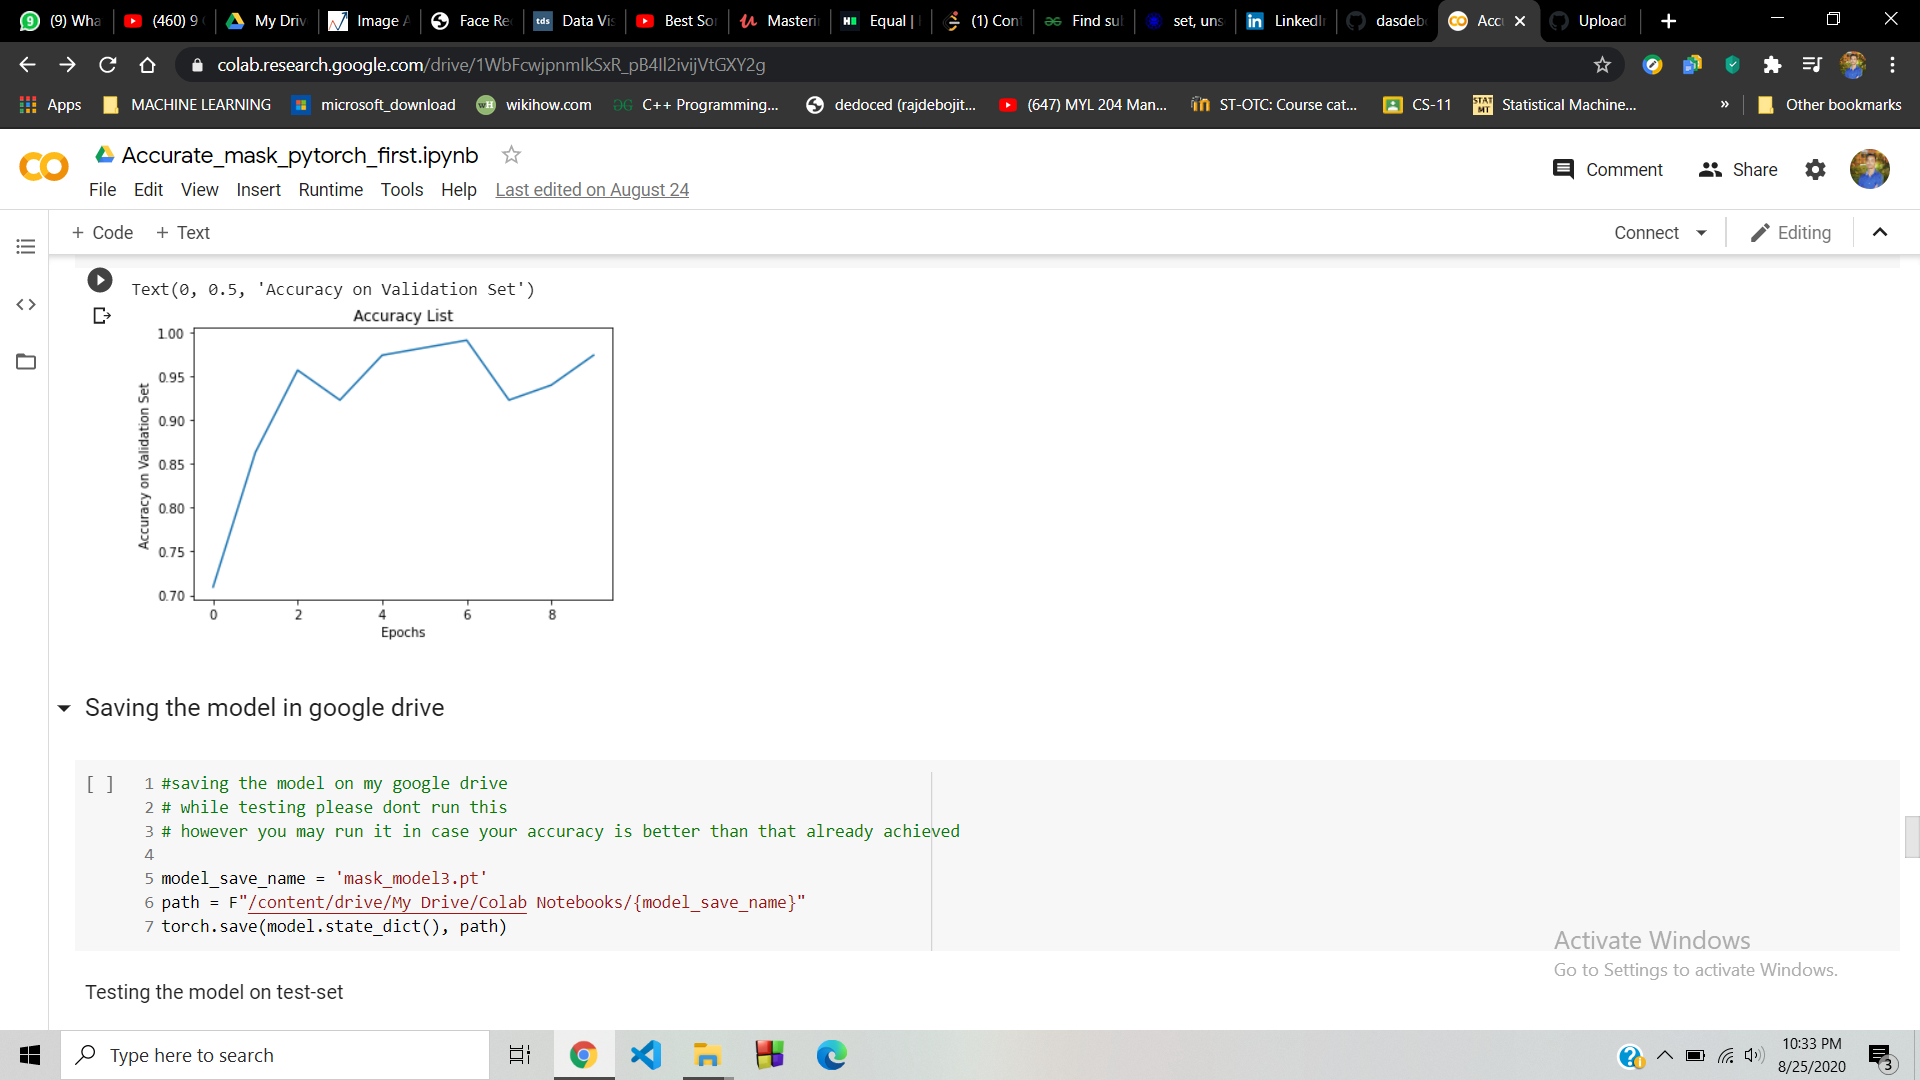 (9) Wha
(460) 9
My Driv
Image A
Face Re
tds Data Vis
Best So
Masterin
Equal |
(1) Cont
Find sul
set, uns
LinkedIn
dasdeb
Acc
Upload
colab.research.google.com/drive/1WbFcwjpnmIkSxR_pB4Il2ivijVtGXY2g
Apps
MACHINE LEARNING
microsoft_download
wikihow.com
C++ Programming...
dedoced (rajdebojit...
(647) MYL 204 Man...
ST-OTC: Course cat...
CS-11
Statistical Machine...
»
Other bookmarks
Accurate_mask_pytorch_first.ipynb
File Edit View Insert Runtime Tools Help Last edited on August 24
Comment
Share
+ Code + Text
Connect
Editing
Text(0, 0.5, 'Accuracy on Validation Set')
Accuracy List
1.00
0.95
0.90
0.85
0.80
0.75
0.70
Accuracy on Validation Set
0 2 4 6 8
Epochs
Saving the model in google drive
[ ]
1 #saving the model on my google drive
2 # while testing please dont run this
3 # however you may run it in case your accuracy is better than that already achieved
4
5 model_save_name = 'mask_model3.pt'
6 path = F"/content/drive/My Drive/Colab Notebooks/{model_save_name}"
7 torch.save(model.state_dict(), path)
Testing the model on test-set
Activate Windows
Go to Settings to activate Windows.
Type here to search
10:33 PM
8/25/2020
3